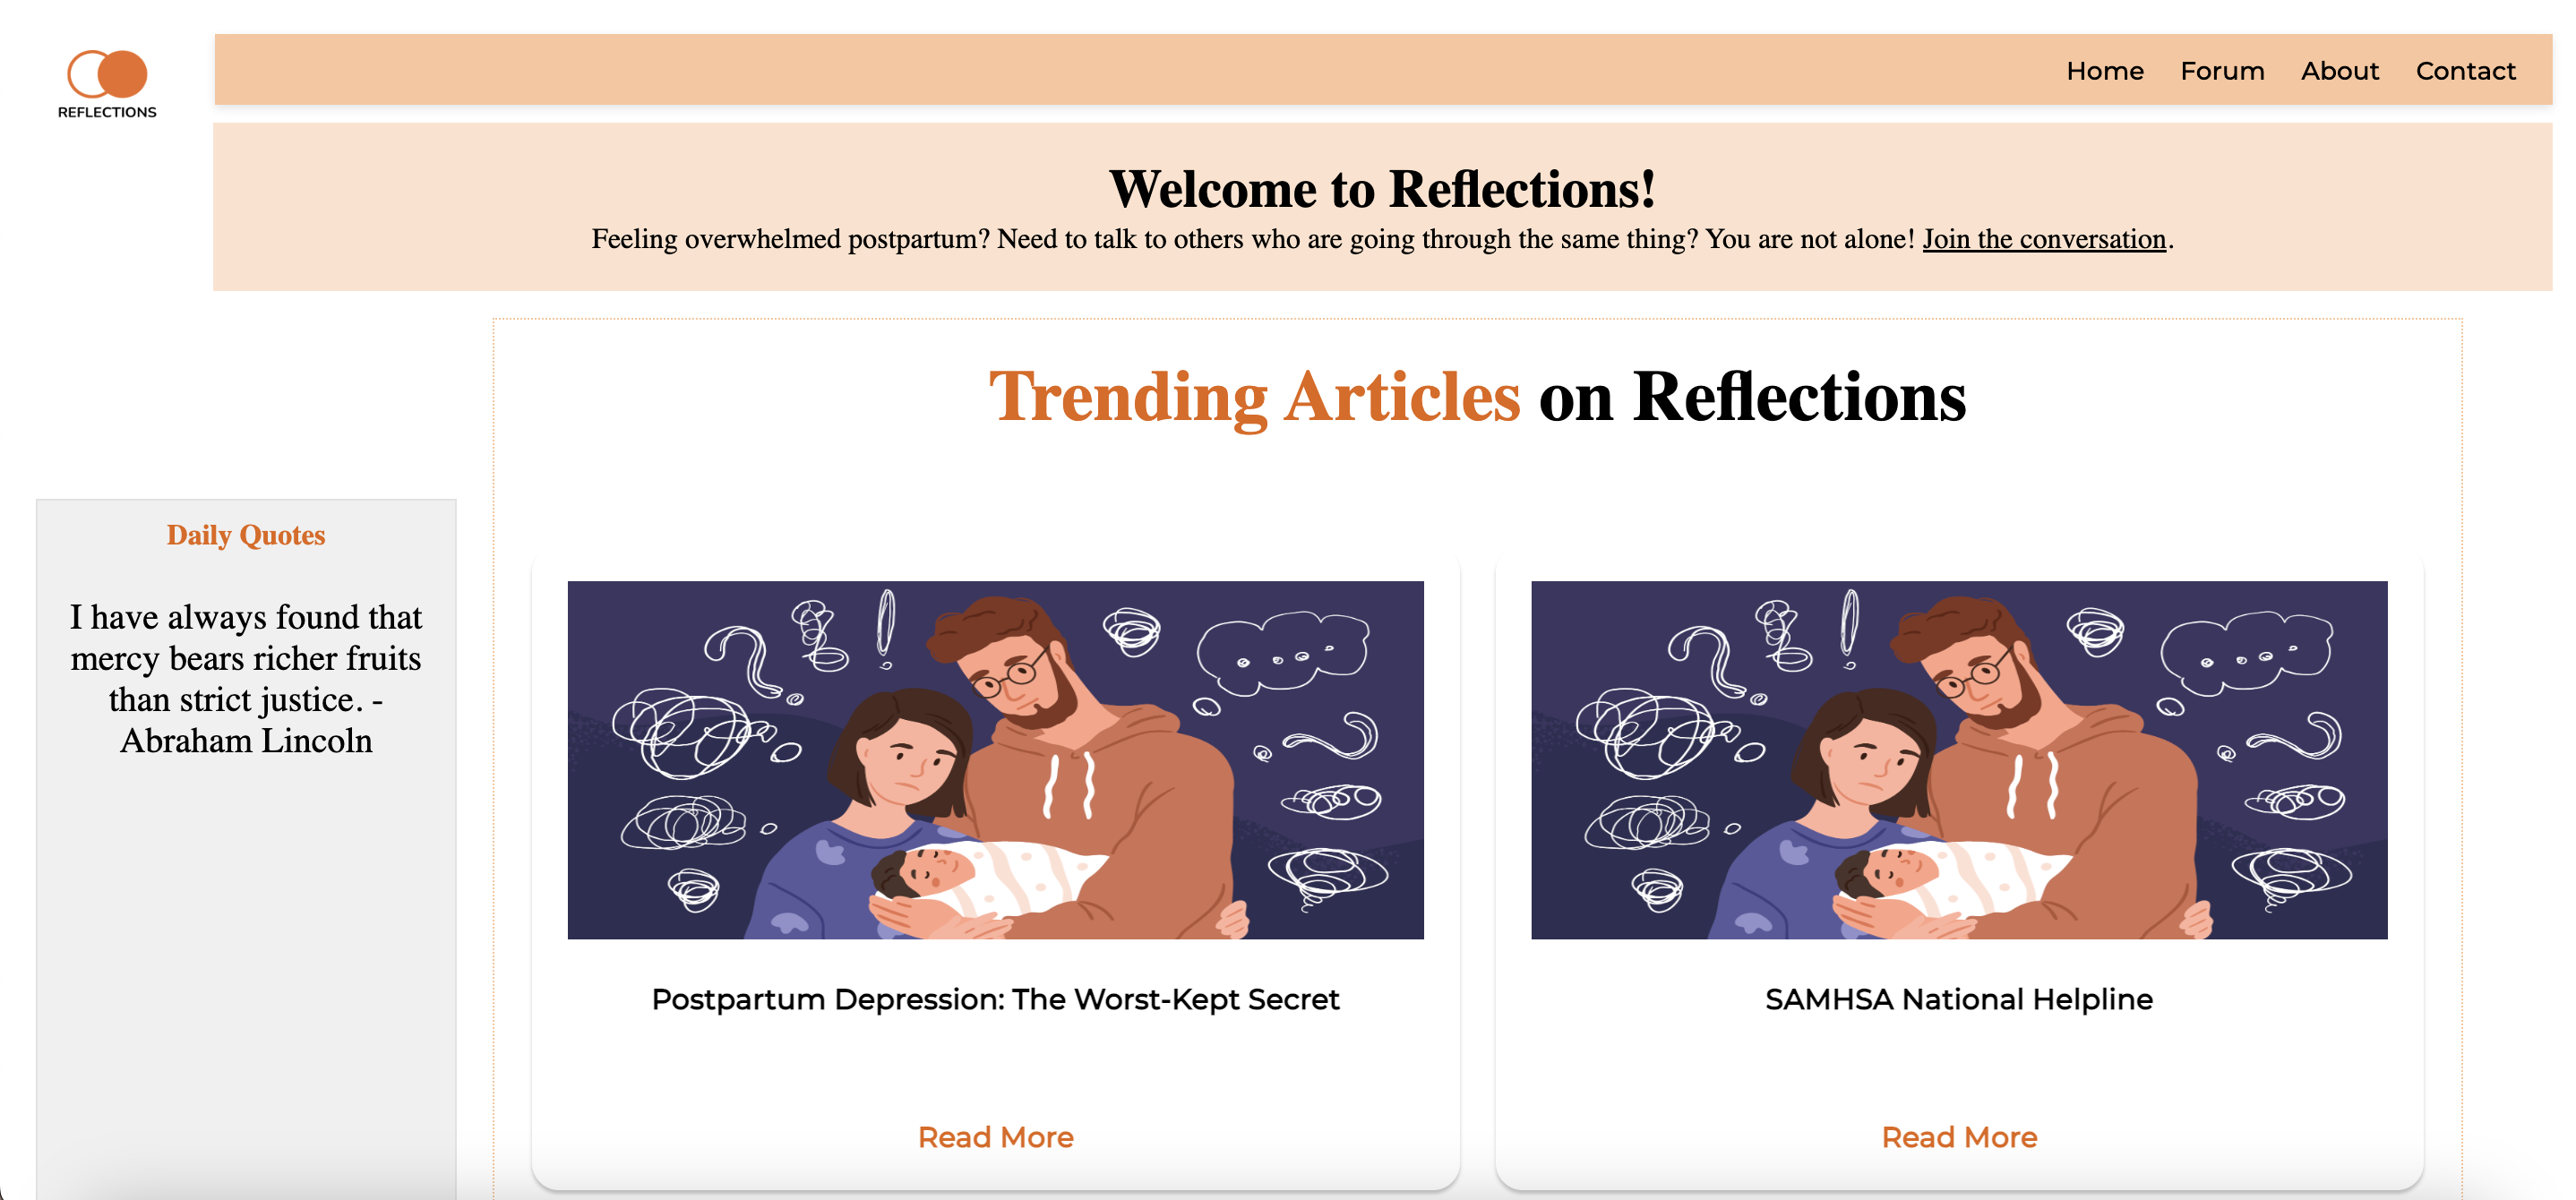 REFLECTIONS
Home Forum About Contact
Welcome to Reflections!
Feeling overwhelmed postpartum? Need to talk to others who are going through the same thing? You are not alone! Join the conversation.
Trending Articles on Reflections
Daily Quotes
I have always found that
mercy bears richer fruits
than strict justice. -
Abraham Lincoln
Postpartum Depression: The Worst-Kept Secret
Read More
SAMHSA National Helpline
Read More